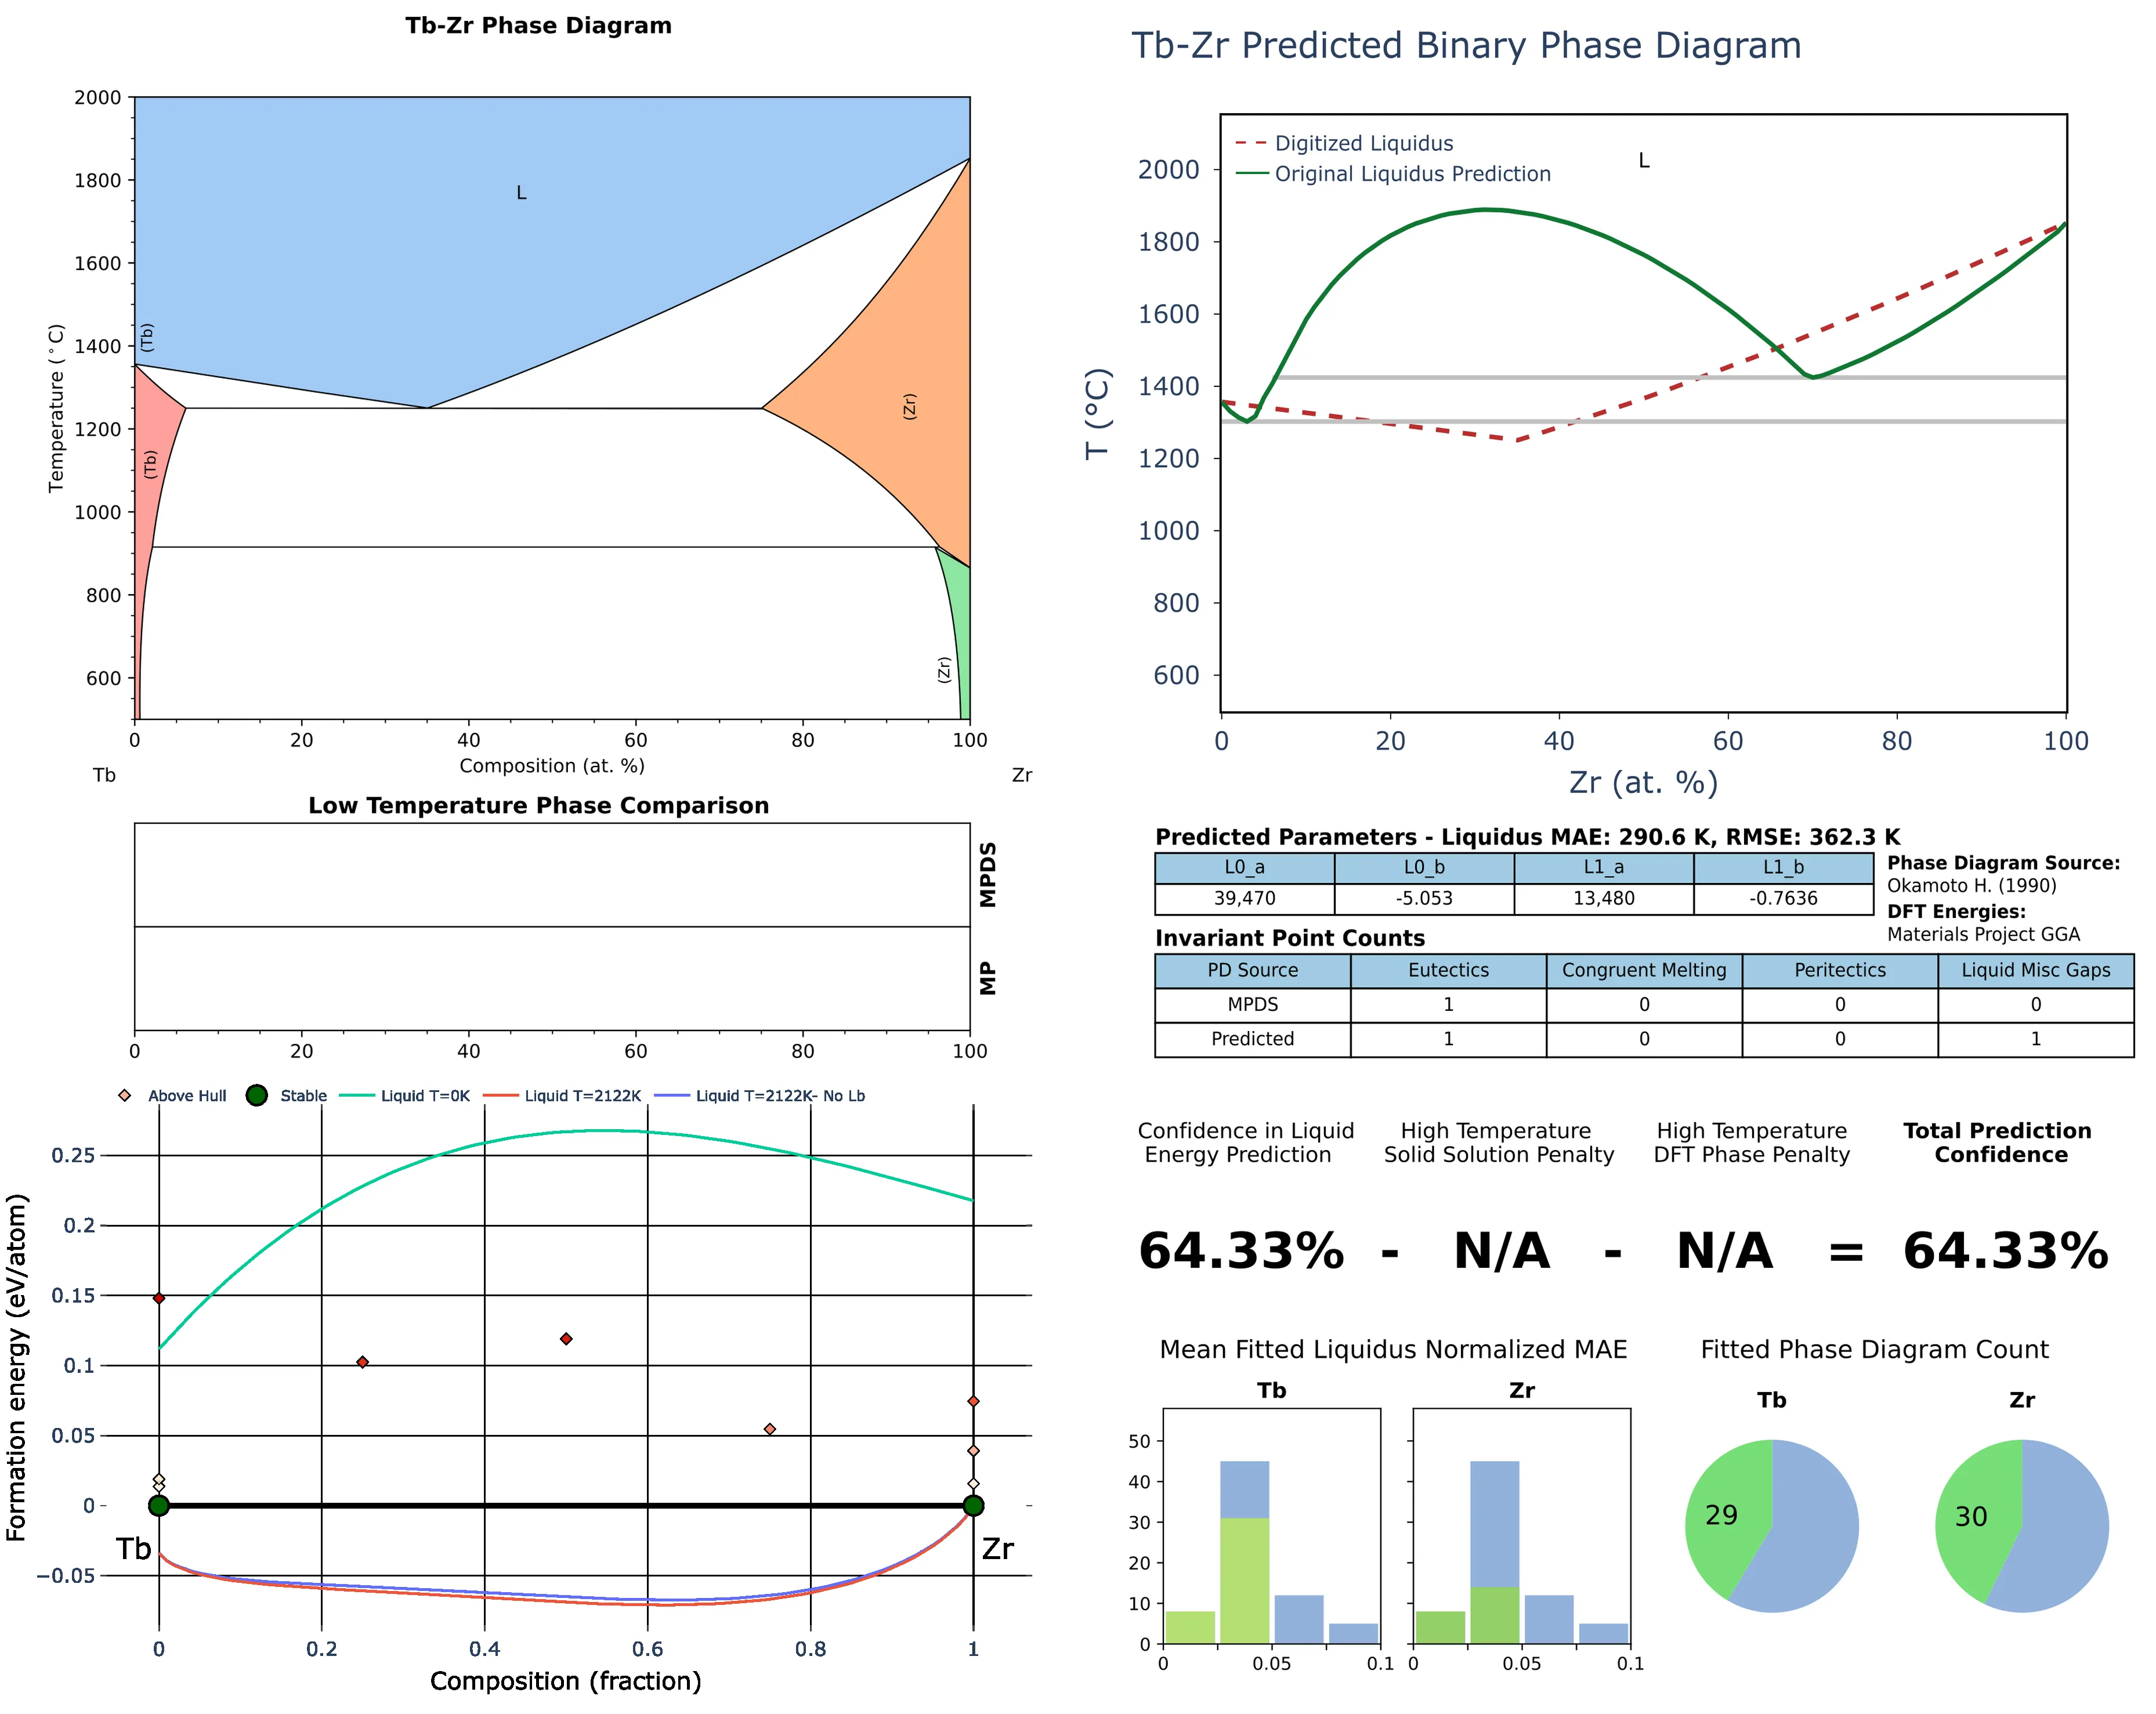 Tb-Zr Phase Diagram
2000
1800
1600
1400
1200
1000
800
600
Temperature (°C)
L
(Tb)
(Tb)
(Zr)
(Zr)
0 20 40 60 80 100
Tb Composition (at. %) Zr
Tb-Zr Predicted Binary Phase Diagram
Digitized Liquidus
Original Liquidus Prediction
L
2000
1800
1600
1400
1200
1000
800
600
T (°C)
0 20 40 60 80 100
Zr (at. %)
Low Temperature Phase Comparison
MPDS
MP
0 20 40 60 80 100
Predicted Parameters - Liquidus MAE: 290.6 K, RMSE: 362.3 K
L0_a L0_b L1_a L1_b
39,470 -5.053 13,480 -0.7636
Phase Diagram Source:
Okamoto H. (1990)
DFT Energies:
Materials Project GGA
Invariant Point Counts
PD Source Eutectics Congruent Melting Peritectics Liquid Misc Gaps
MPDS 1 0 0 0
Predicted 1 0 0 1
Above Hull Stable Liquid T=0K Liquid T=2122K Liquid T=2122K- No Lb
0.25
0.2
0.15
0.1
0.05
0
−0.05
Formation energy (eV/atom)
Tb
Zr
0 0.2 0.4 0.6 0.8 1
Composition (fraction)
Confidence in Liquid
Energy Prediction
High Temperature
Solid Solution Penalty
High Temperature
DFT Phase Penalty
Total Prediction
Confidence
64.33% - N/A - N/A = 64.33%
Mean Fitted Liquidus Normalized MAE
Tb
Zr
50
40
30
20
10
0
0 0.05 0.1
0 0.05 0.1
Fitted Phase Diagram Count
Tb
Zr
29
30